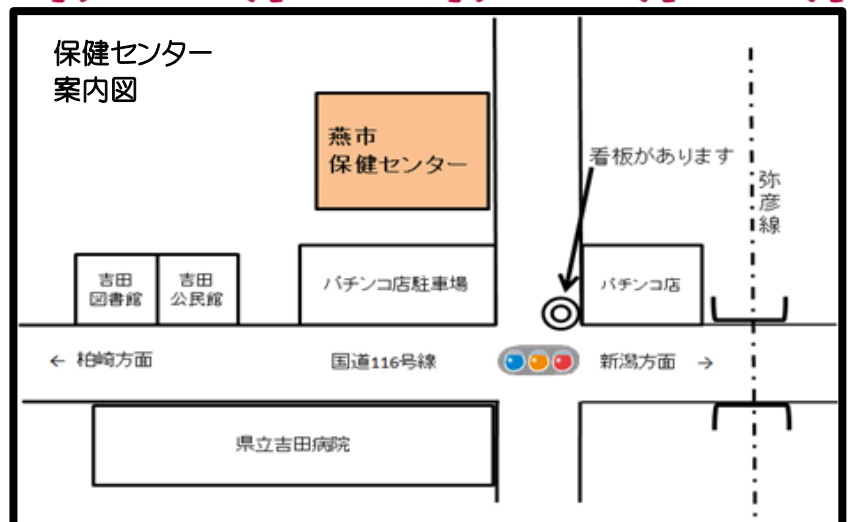 保健センター
案内図
燕市
保健センター
看板があります
弥彦線
吉田
図書館
吉田
公民館
パチンコ店駐車場
パチンコ店
← 柏崎方面
国道116号線
新潟方面 →
県立吉田病院